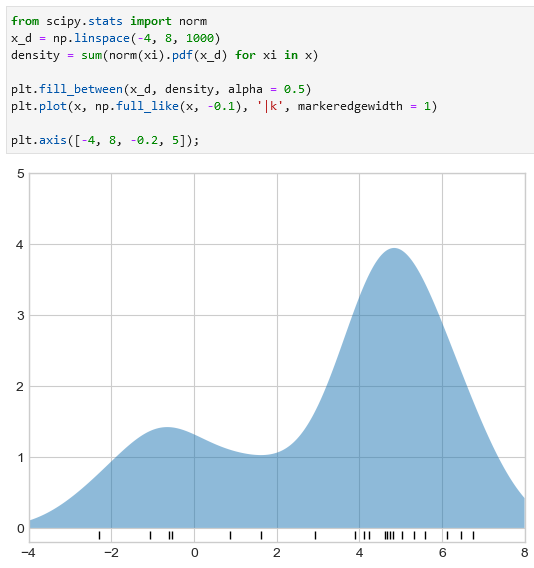 from scipy.stats import norm
x_d = np.linspace(-4, 8, 1000)
density = sum(norm(xi).pdf(x_d) for xi in x)
plt.fill_between(x_d, density, alpha = 0.5)
plt.plot(x, np.full_like(x, -0.1), '|k', markeredgewidth = 1)
plt.axis([-4, 8, -0.2, 5]);
5
4
3
2
1
0
−4 −2 0 2 4 6 8